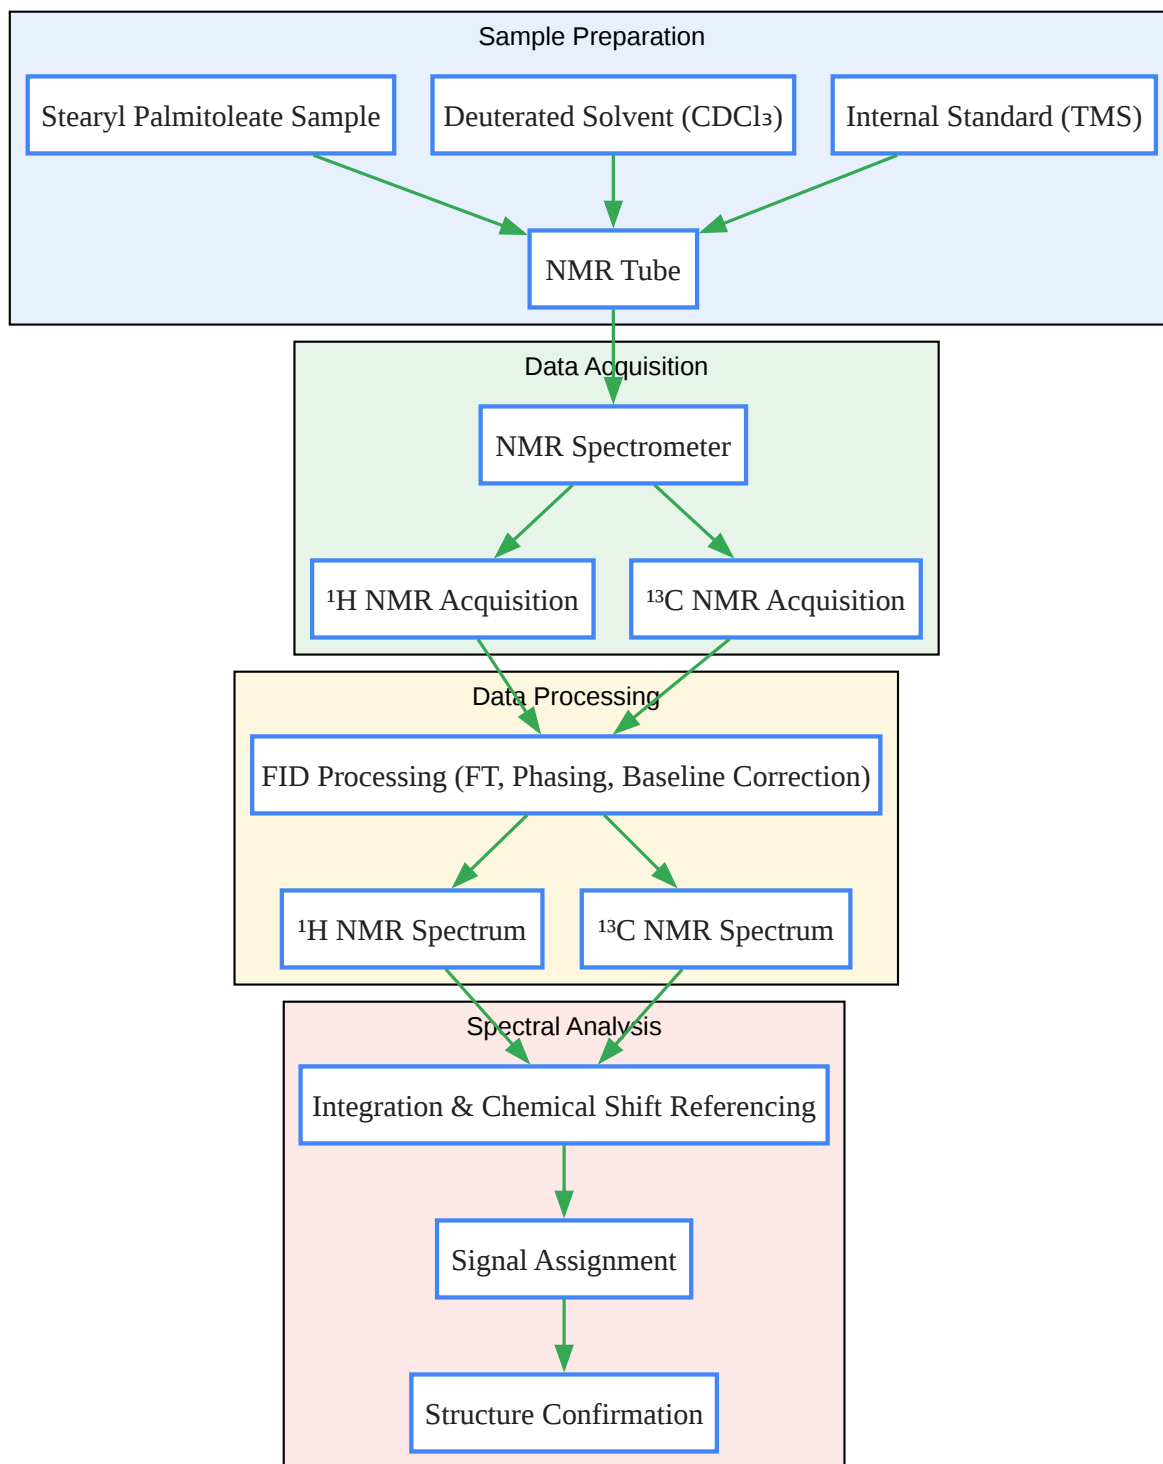 Sample Preparation
Stearyl Palmitoleate Sample
Deuterated Solvent (CDCl₃)
Internal Standard (TMS)
NMR Tube
Data Acquisition
NMR Spectrometer
¹H NMR Acquisition
¹³C NMR Acquisition
Data Processing
FID Processing (FT, Phasing, Baseline Correction)
¹H NMR Spectrum
¹³C NMR Spectrum
Spectral Analysis
Integration & Chemical Shift Referencing
Signal Assignment
Structure Confirmation